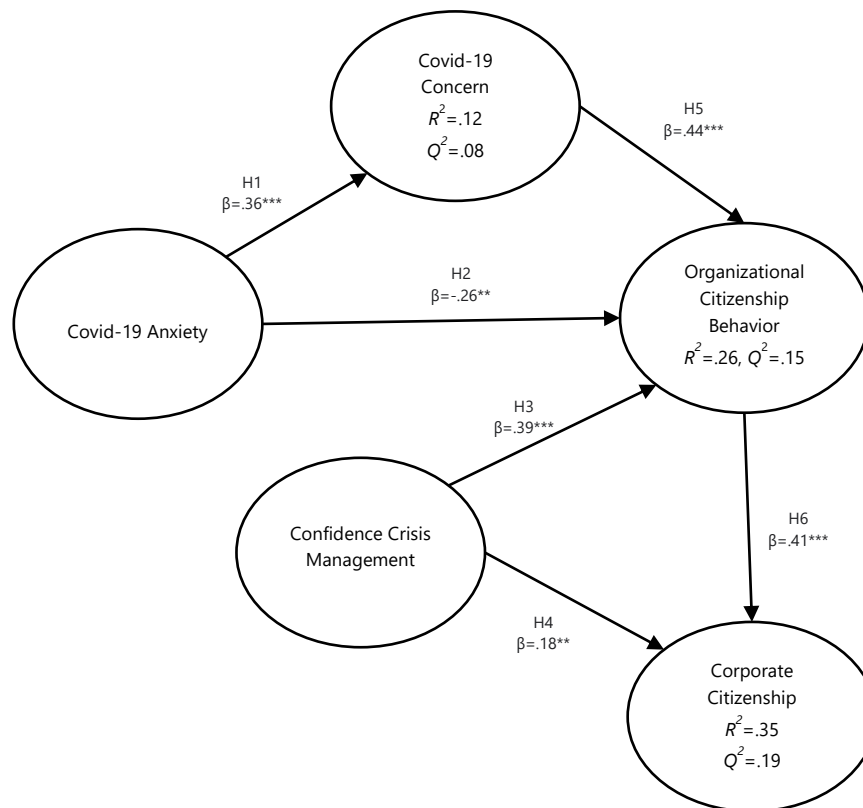 Covid-19
Concern
R²=.12
Q²=.08
H5
β=.44***
H1
β=.36***
Covid-19 Anxiety
H2
β=-.26**
Organizational
Citizenship
Behavior
R²=.26, Q²=.15
H3
β=.39***
Confidence Crisis
Management
H6
β=.41***
H4
β=.18**
Corporate
Citizenship
R²=.35
Q²=.19